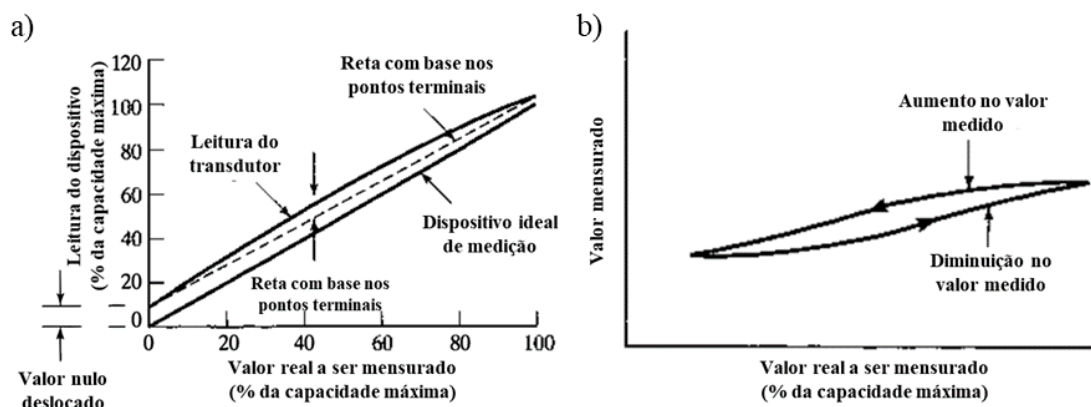 a)
Leitura do dispositivo
(% da capacidade máxima)
120
100
80
60
40
20
0
Reta com base nos
pontos terminais
Leitura do
transdutor
Dispositivo ideal
de medição
Reta com base nos
pontos terminais
0
20
40
60
80
100
Valor nulo
deslocado
Valor real a ser mensurado
(% da capacidade máxima)
b)
Valor mensurado
Aumento no valor
medido
Diminuição no
valor medido
Valor real a ser mensurado
(% da capacidade máxima)